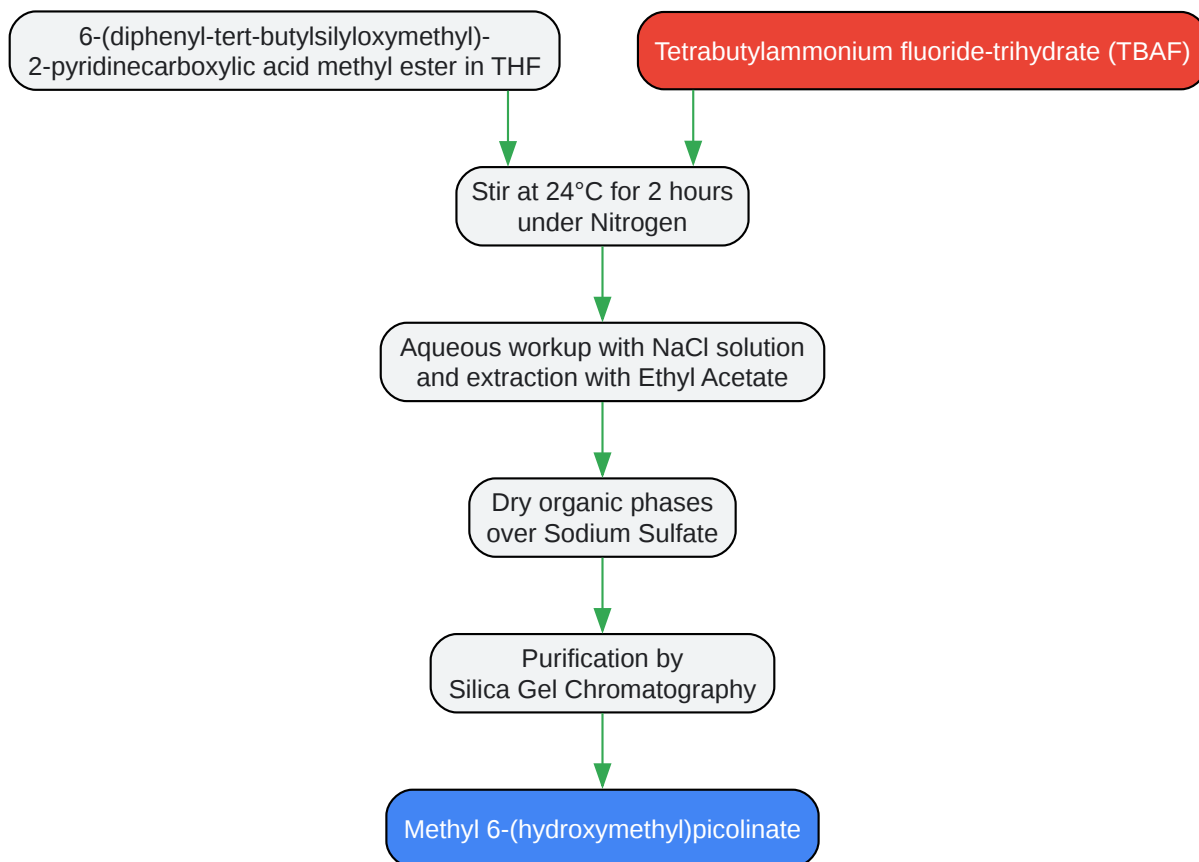 6-(diphenyl-tert-butylsilyloxymethyl)-
2-pyridinecarboxylic acid methyl ester in THF
Tetrabutylammonium fluoride-trihydrate (TBAF)
Stir at 24°C for 2 hours
under Nitrogen
Aqueous workup with NaCl solution
and extraction with Ethyl Acetate
Dry organic phases
over Sodium Sulfate
Purification by
Silica Gel Chromatography
Methyl 6-(hydroxymethyl)picolinate